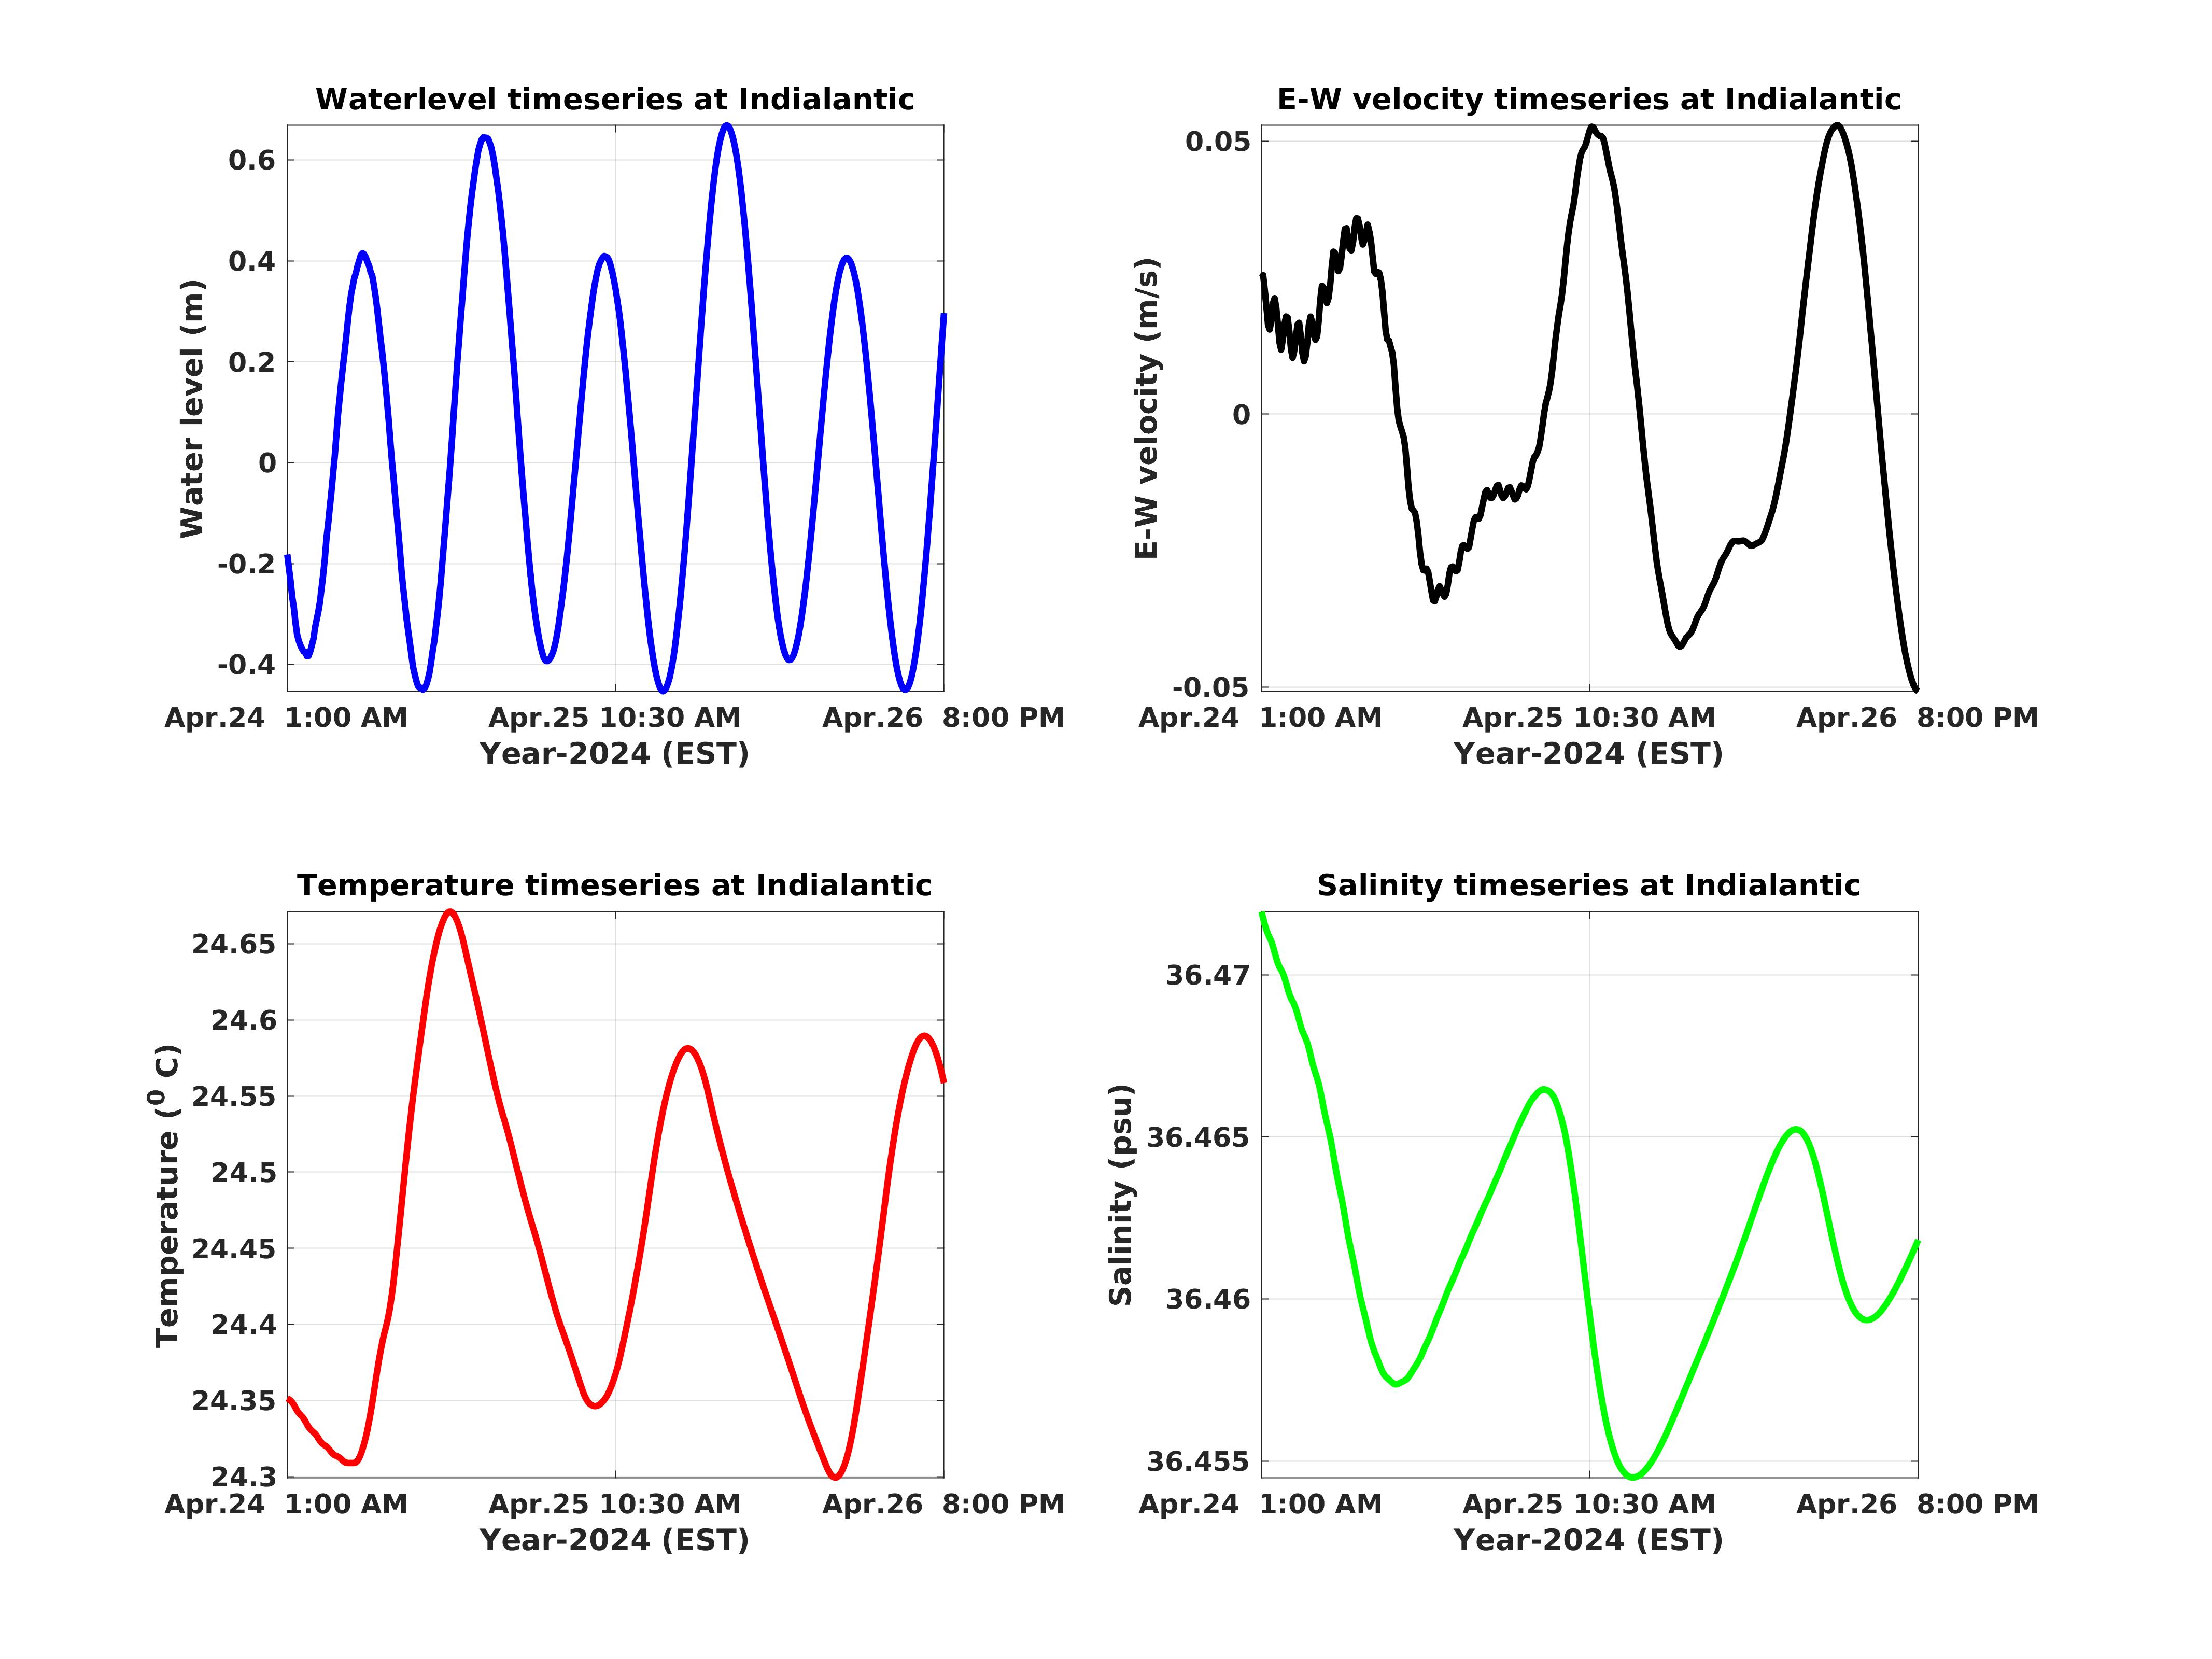 Waterlevel timeseries at Indialantic
0.6
0.4
0.2
0
-0.2
-0.4
Water level (m)
Apr.24 1:00 AM Apr.25 10:30 AM Apr.26 8:00 PM
Year-2024 (EST)
E-W velocity timeseries at Indialantic
0.05
0
-0.05
E-W velocity (m/s)
Apr.24 1:00 AM Apr.25 10:30 AM Apr.26 8:00 PM
Year-2024 (EST)
Temperature timeseries at Indialantic
24.65
24.6
24.55
24.5
24.45
24.4
24.35
24.3
Temperature (⁰ C)
Apr.24 1:00 AM Apr.25 10:30 AM Apr.26 8:00 PM
Year-2024 (EST)
Salinity timeseries at Indialantic
36.47
36.465
36.46
36.455
Salinity (psu)
Apr.24 1:00 AM Apr.25 10:30 AM Apr.26 8:00 PM
Year-2024 (EST)